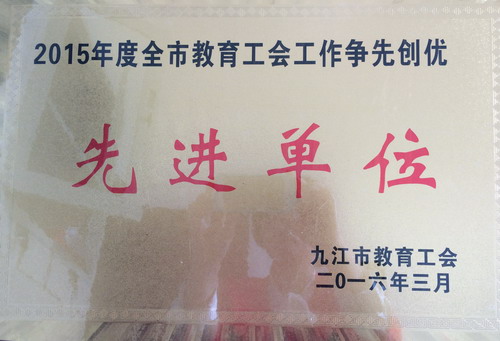 2015年度全市教育工会工作争先创优
先进单位
九江市教育工会
二〇一六年三月